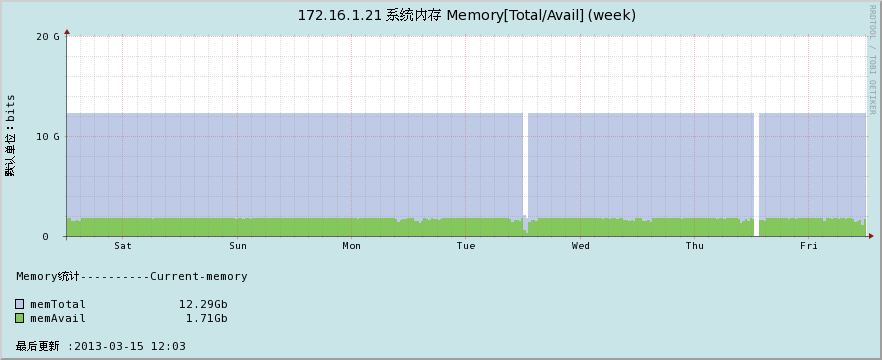 172.16.1.21 系统内存 Memory[Total/Avail] (week)
RRDTOOL / TOBI OETIKER
默认单位：bits
20 G
10 G
0
Sat Sun Mon Tue Wed Thu Fri
Memory统计----------Current-memory
memTotal 12.29Gb
memAvail 1.71Gb
最后更新 :2013-03-15 12:03